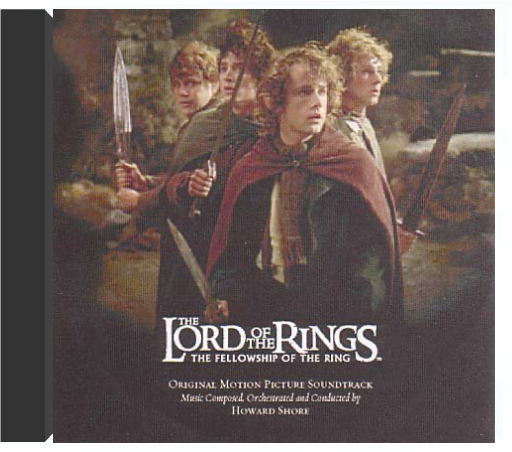 THE
LORD OF THE RINGS
THE FELLOWSHIP OF THE RING
ORIGINAL MOTION PICTURE SOUNDTRACK
Music Composed, Orchestrated and Conducted by
HOWARD SHORE